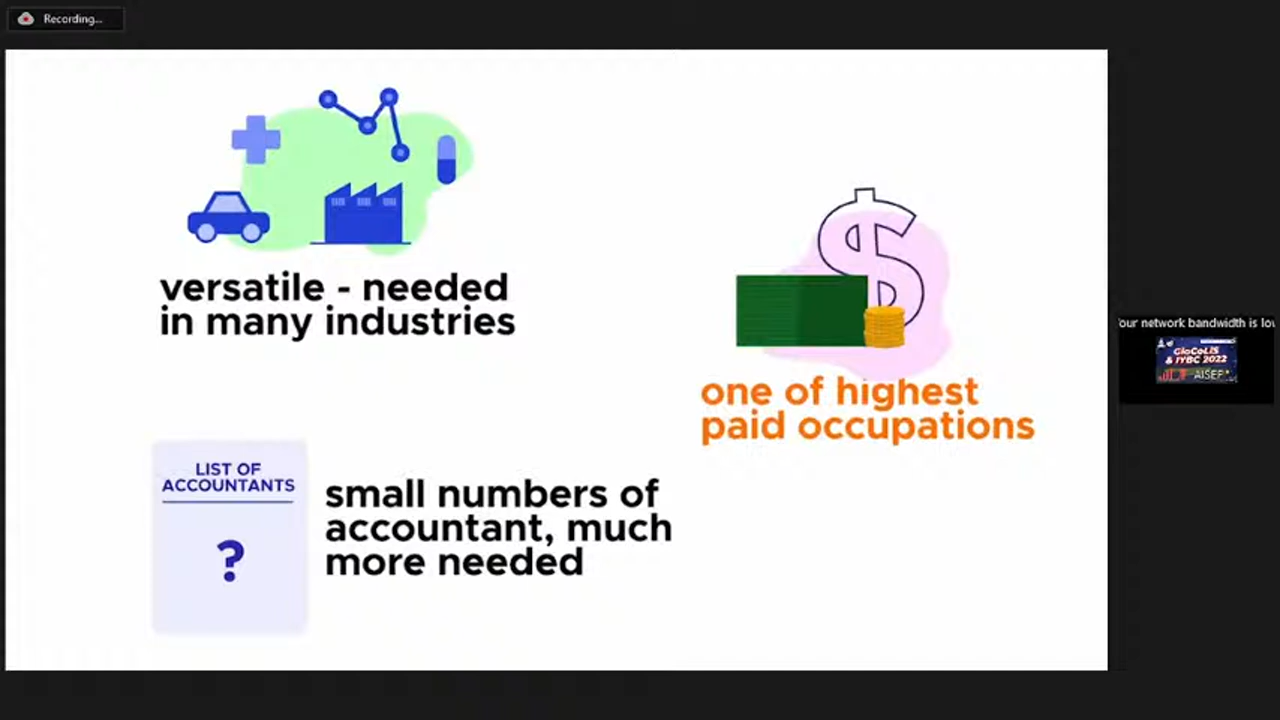 Recording...
versatile - needed
in many industries
one of highest
paid occupations
LIST OF
ACCOUNTANTS
?
small numbers of
accountant, much
more needed
our network bandwidth is lo
GloCoLIS
& IYBC 2022
AISEF